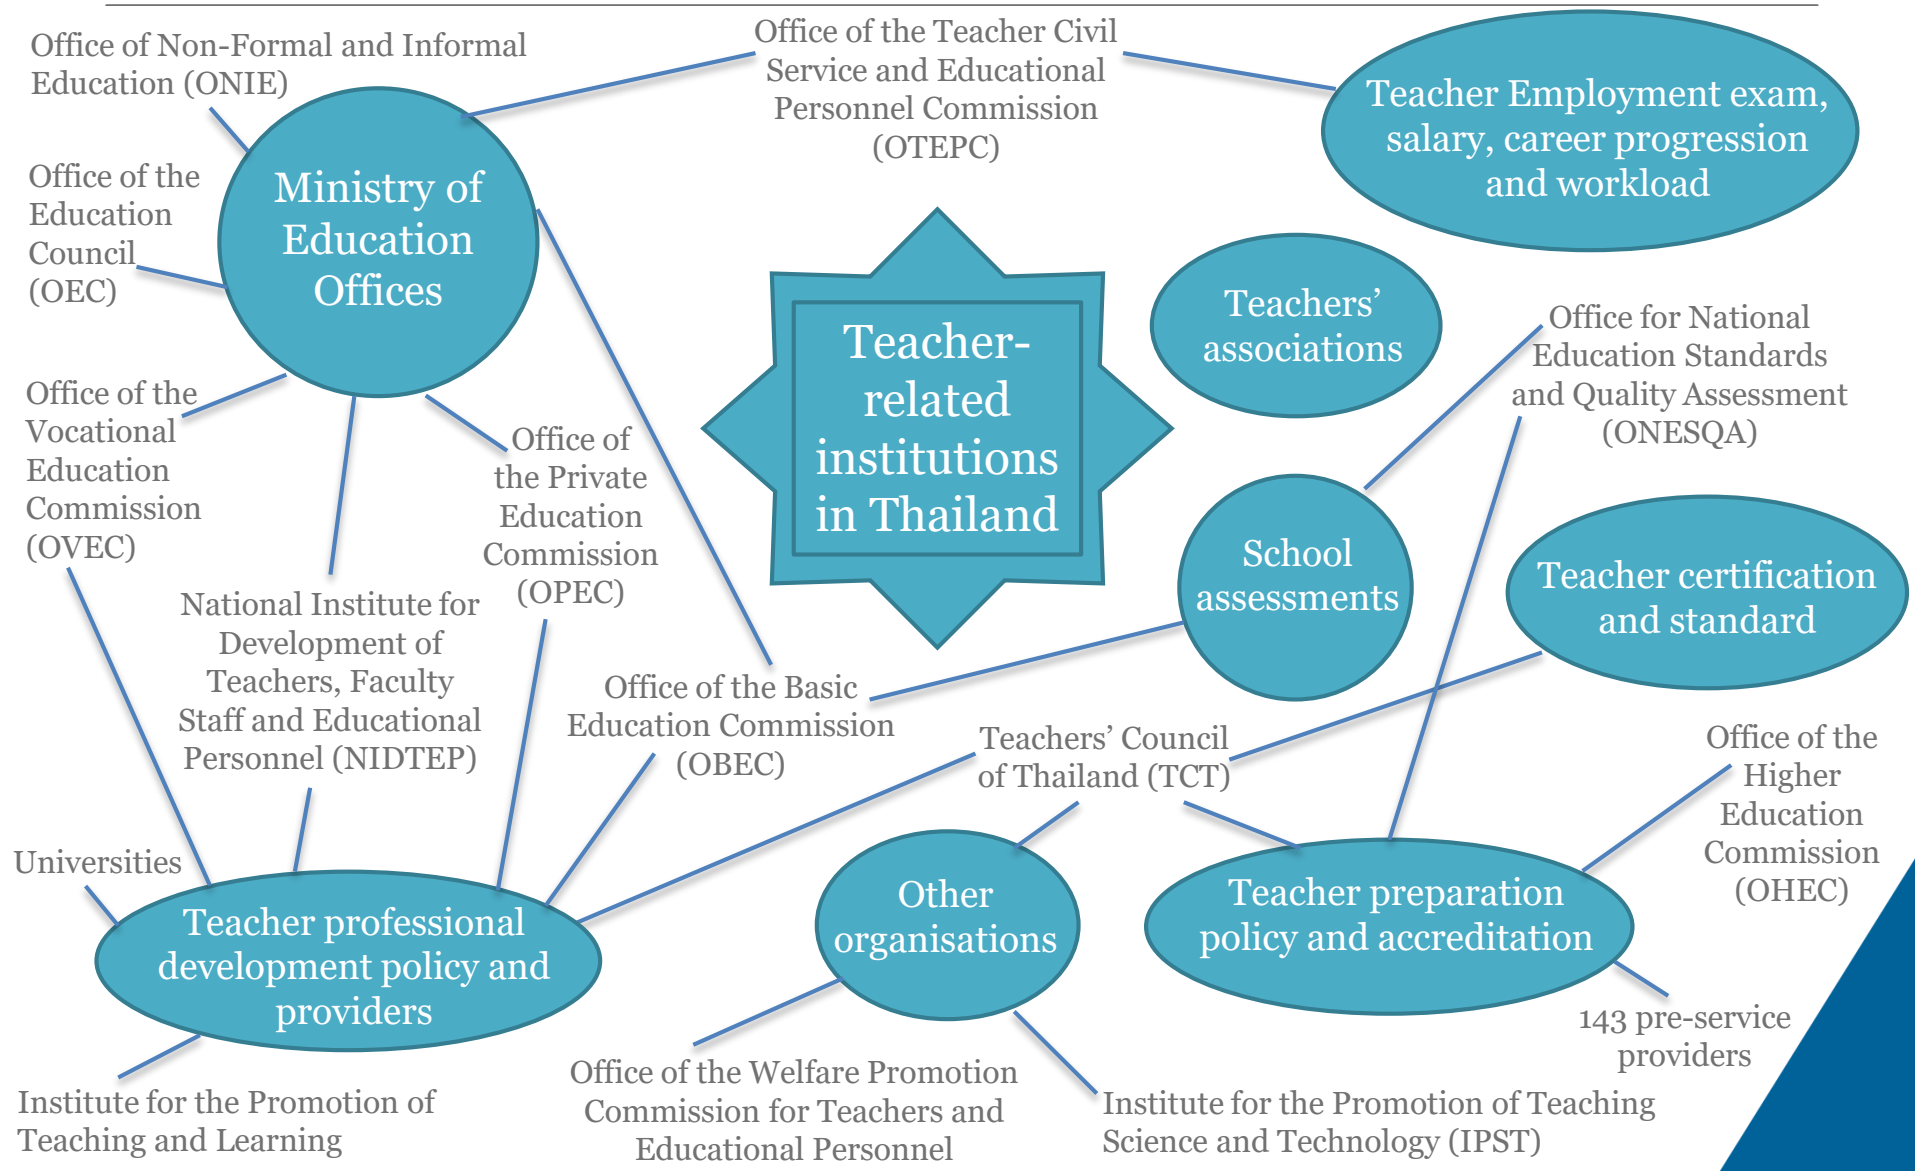 Office of Non-Formal and Informal
Education (ONIE)
Office of the Teacher Civil
Service and Educational
Personnel Commission
(OTEPC)
Teacher Employment exam,
salary, career progression
and workload
Office of the
Education
Council
(OEC)
Ministry of
Education
Offices
Teacher-
related
institutions
in Thailand
Teachers’
associations
Office for National
Education Standards
and Quality Assessment
(ONESQA)
Office of the
Vocational
Education
Commission
(OVEC)
Office of
the Private
Education
Commission
(OPEC)
School
assessments
Teacher certification
and standard
National Institute for
Development of
Teachers, Faculty
Staff and Educational
Personnel (NIDTEP)
Office of the Basic
Education Commission
(OBEC)
Teachers’ Council
of Thailand (TCT)
Office of the
Higher
Education
Commission
(OHEC)
Universities
Teacher professional
development policy and
providers
Other
organisations
Teacher preparation
policy and accreditation
143 pre-service
providers
Institute for the Promotion of
Teaching and Learning
Office of the Welfare Promotion
Commission for Teachers and
Educational Personnel
Institute for the Promotion of Teaching
Science and Technology (IPST)